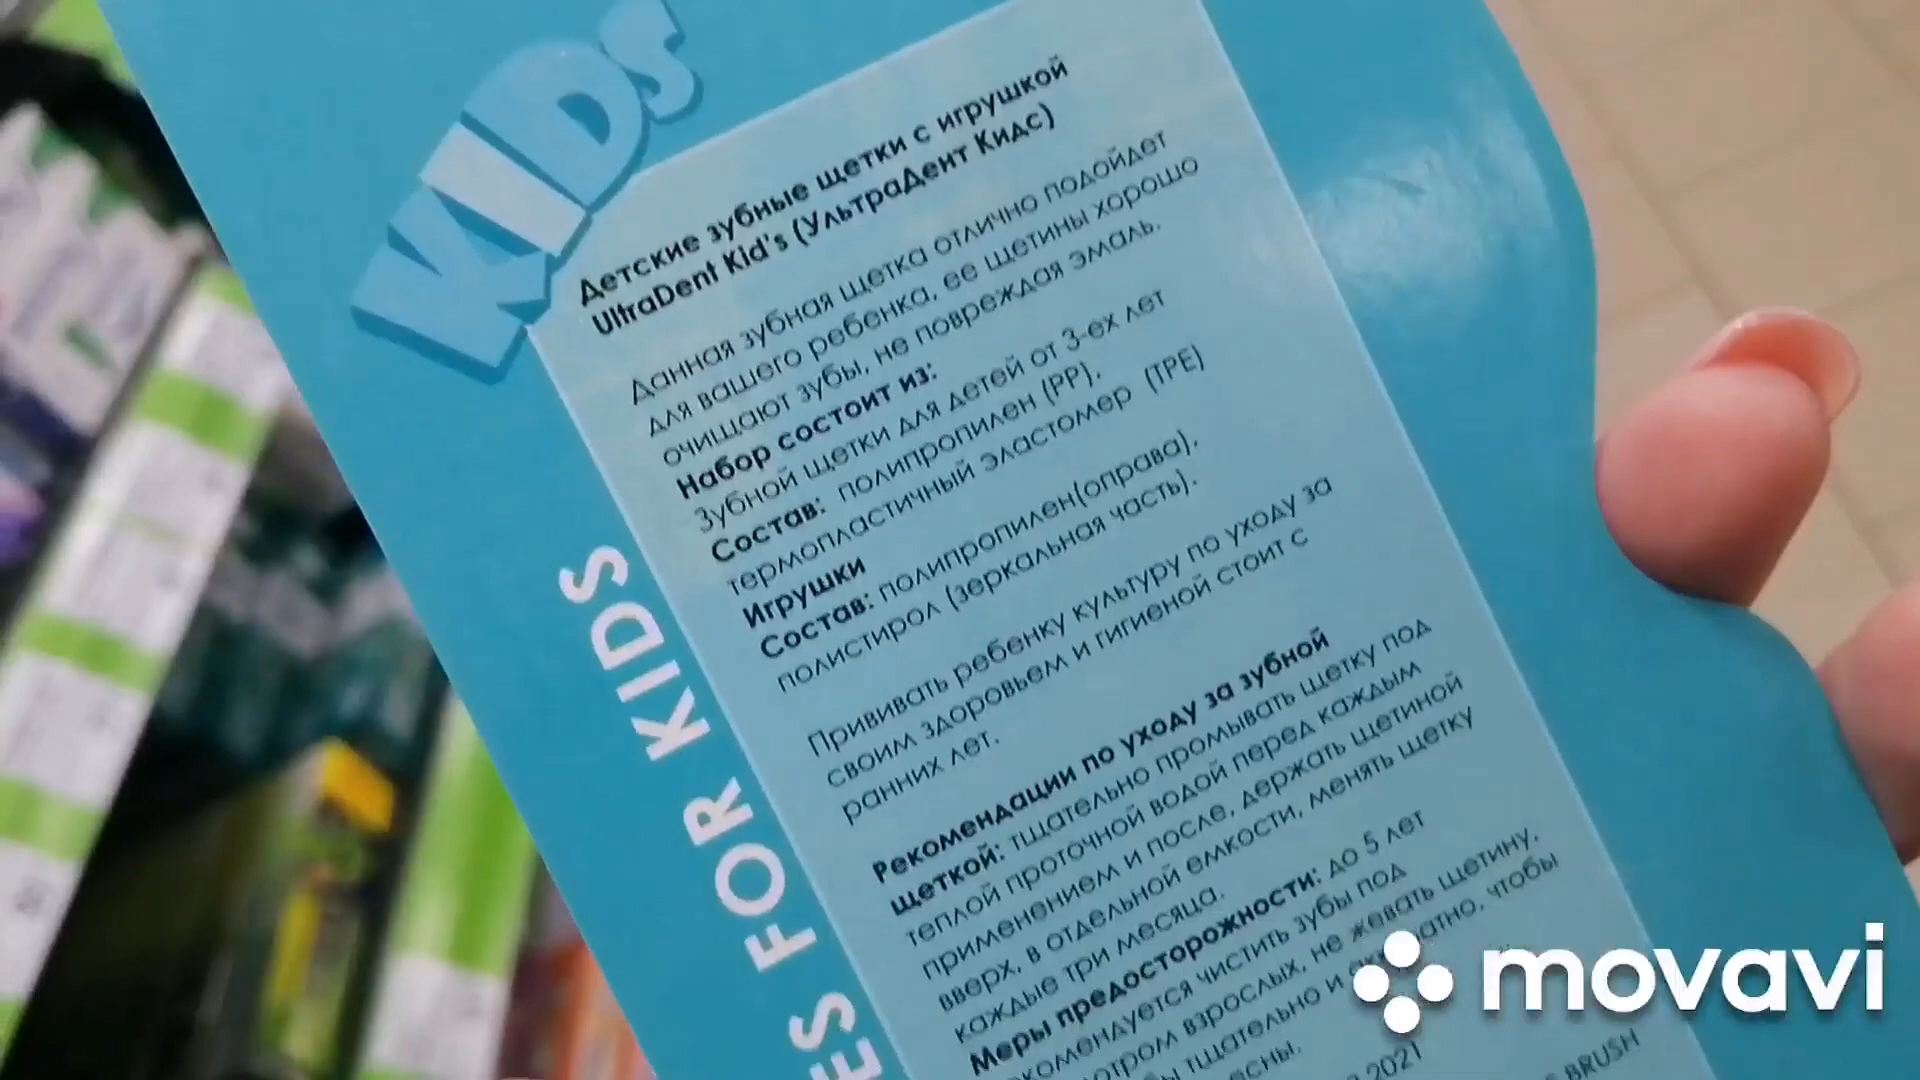 KIDS
Детские зубные щетки с игрушкой
UltraDent Kid's (УльтраДент Кидс)
Данная зубная щетка отлично подойдет
для вашего ребенка, ее щетины хорошо
очищают зубы, не повреждая эмаль.
Набор состоит из:
Зубной щетки для детей от 3-ех лет
Состав: полипропилен (PP).
термопластичный эластомер (TPE)
Игрушки
Состав: полипропилен(оправа).
полистирол (зеркальная часть).
Прививать ребенку культуру по уходу за
своим здоровьем и гигиеной стоит с
ранних лет.
Рекомендации по уходу за зубной
щеткой: тщательно промывать щетку под
теплой проточной водой перед каждым
применением и после, держать щетиной
вверх, в отдельной емкости, менять щетку
каждые три месяца.
Меры предосторожности: до 5 лет
чистить зубы под
взрослых, не жевать щетину.
тщательно и чтобы
2021
BRUSH
FOR KIDS
movavi